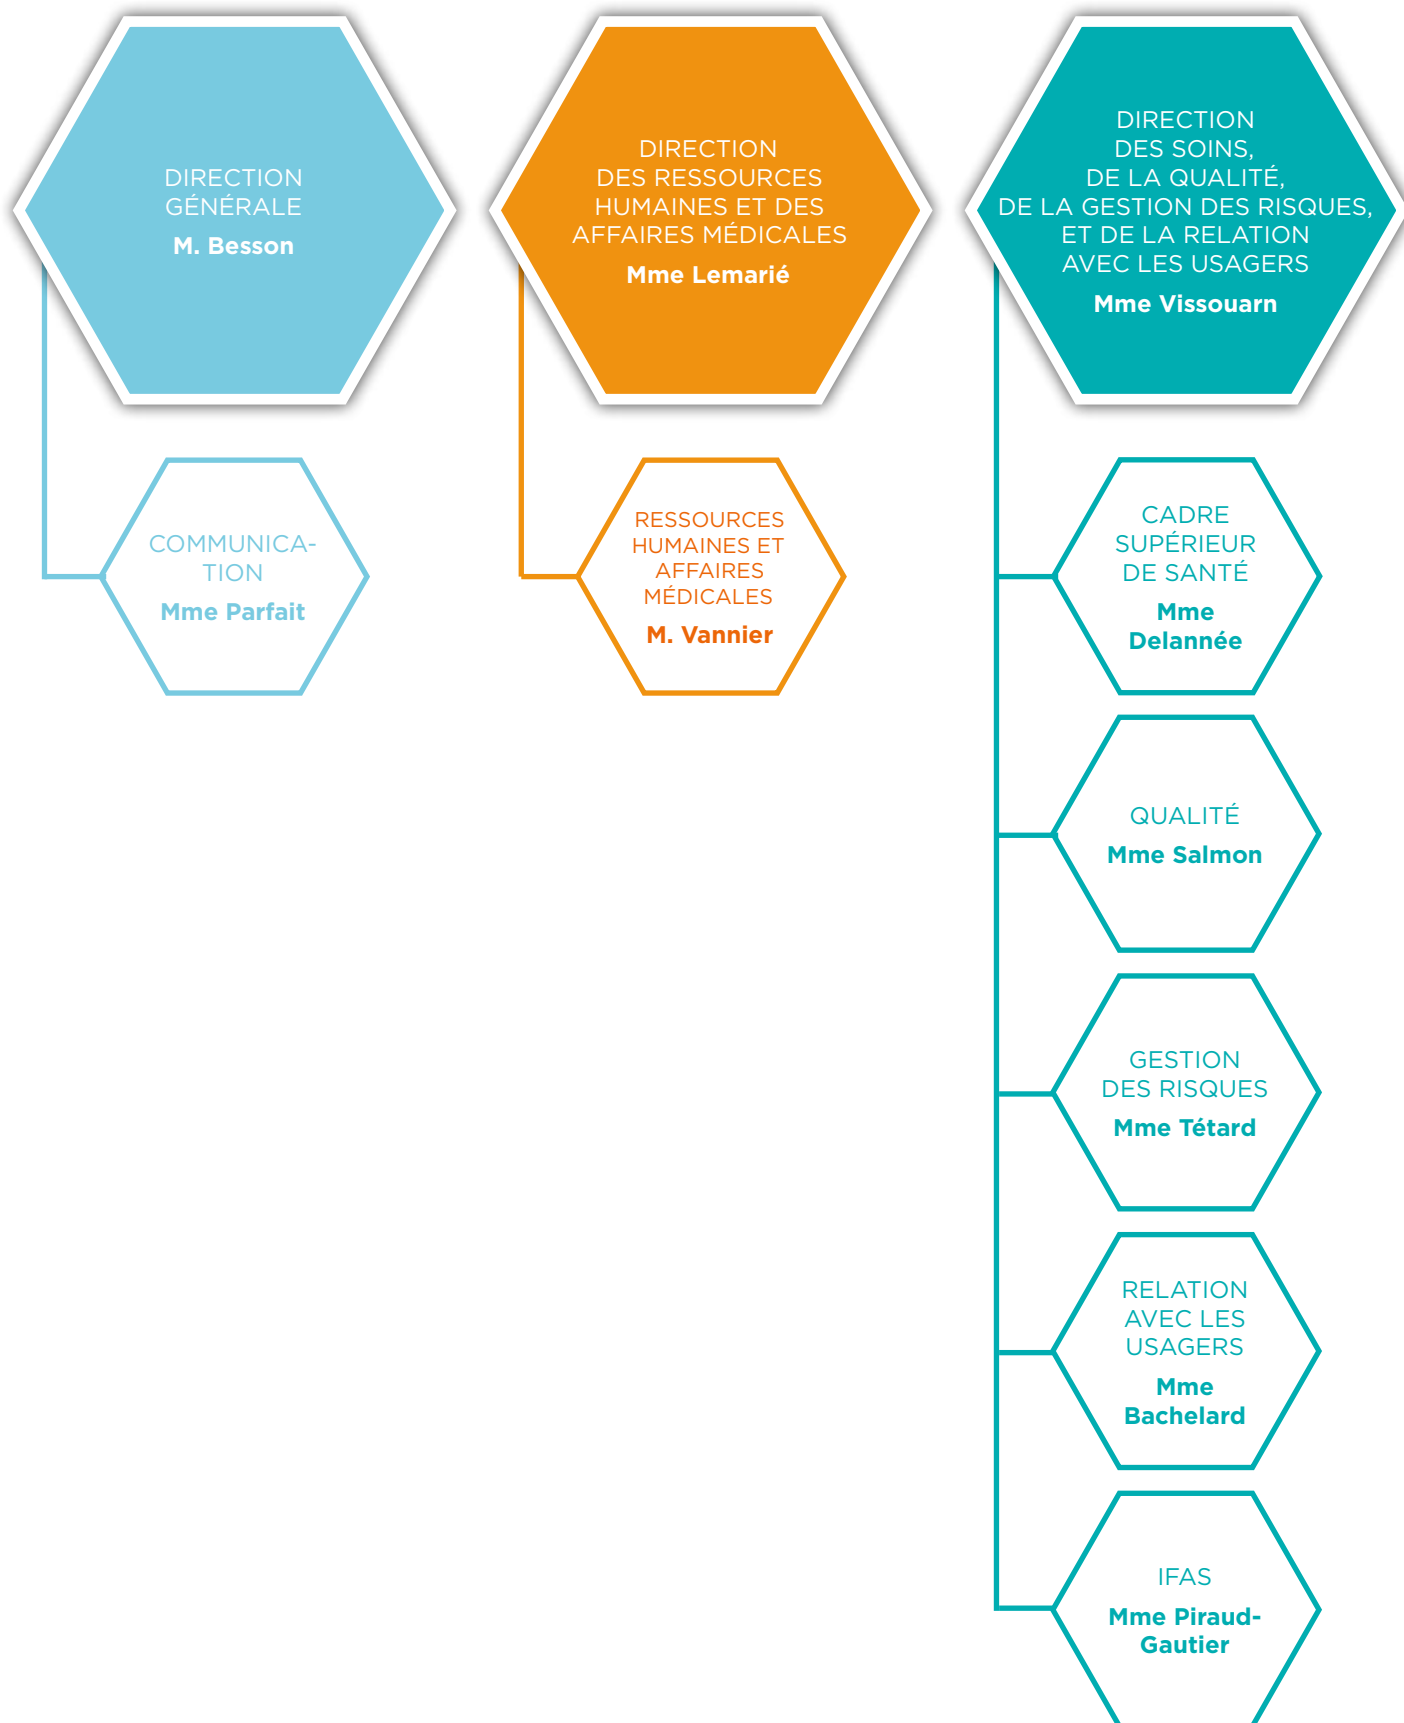 DIRECTION
GÉNÉRALE
M. Besson
COMMUNICA-
TION
Mme Parfait
DIRECTION
DES RESSOURCES
HUMAINES ET DES
AFFAIRES MÉDICALES
Mme Lemarié
RESSOURCES
HUMAINES ET
AFFAIRES
MÉDICALES
M. Vannier
DIRECTION
DES SOINS,
DE LA QUALITÉ,
DE LA GESTION DES RISQUES,
ET DE LA RELATION
AVEC LES USAGERS
Mme Vissouarn
CADRE
SUPÉRIEUR
DE SANTÉ
Mme
Delannée
QUALITÉ
Mme Salmon
GESTION
DES RISQUES
Mme Tétard
RELATION
AVEC LES
USAGERS
Mme
Bachelard
IFAS
Mme Piraud-
Gautier